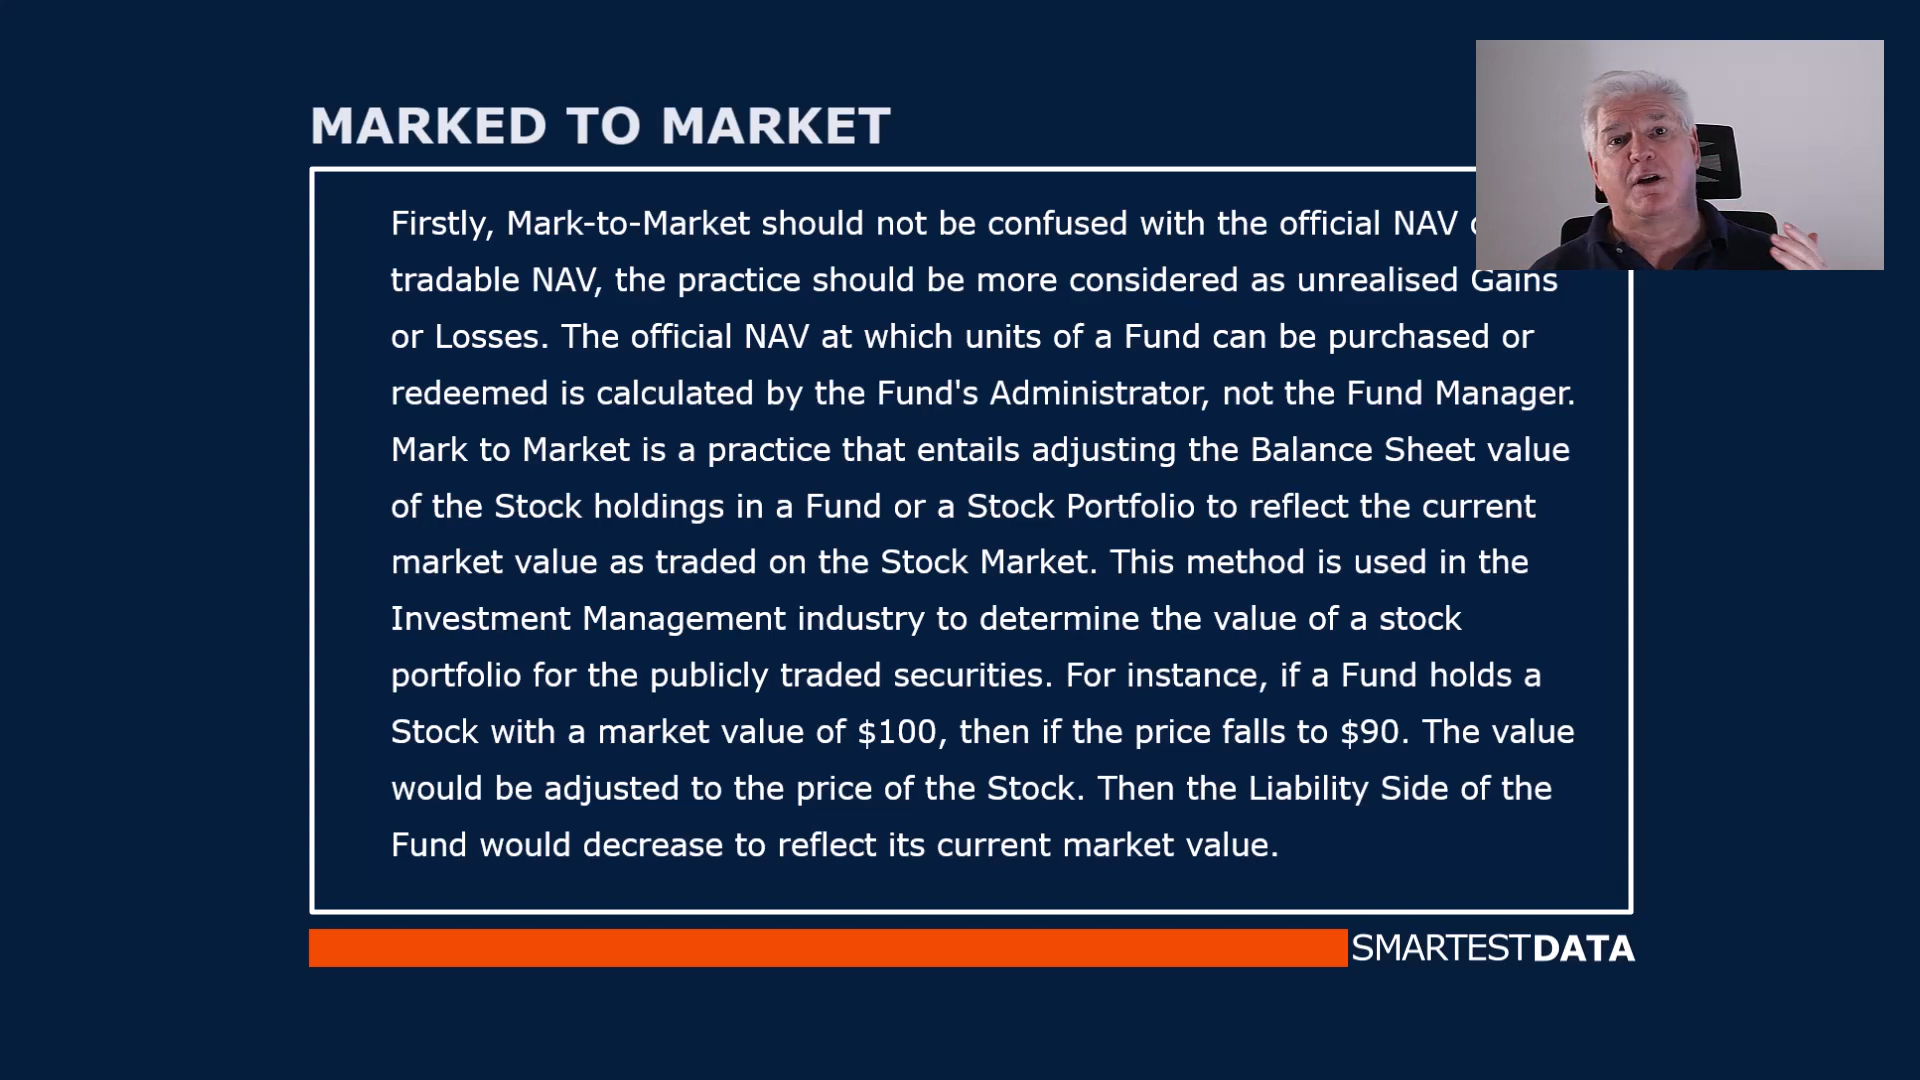 MARKED TO MARKET
Firstly, Mark-to-Market should not be confused with the official NAV
tradable NAV, the practice should be more considered as unrealised Gains
or Losses. The official NAV at which units of a Fund can be purchased or
redeemed is calculated by the Fund's Administrator, not the Fund Manager.
Mark to Market is a practice that entails adjusting the Balance Sheet value
of the Stock holdings in a Fund or a Stock Portfolio to reflect the current
market value as traded on the Stock Market. This method is used in the
Investment Management industry to determine the value of a stock
portfolio for the publicly traded securities. For instance, if a Fund holds a
Stock with a market value of $100, then if the price falls to $90. The value
would be adjusted to the price of the Stock. Then the Liability Side of the
Fund would decrease to reflect its current market value.
SMARTESTDATA